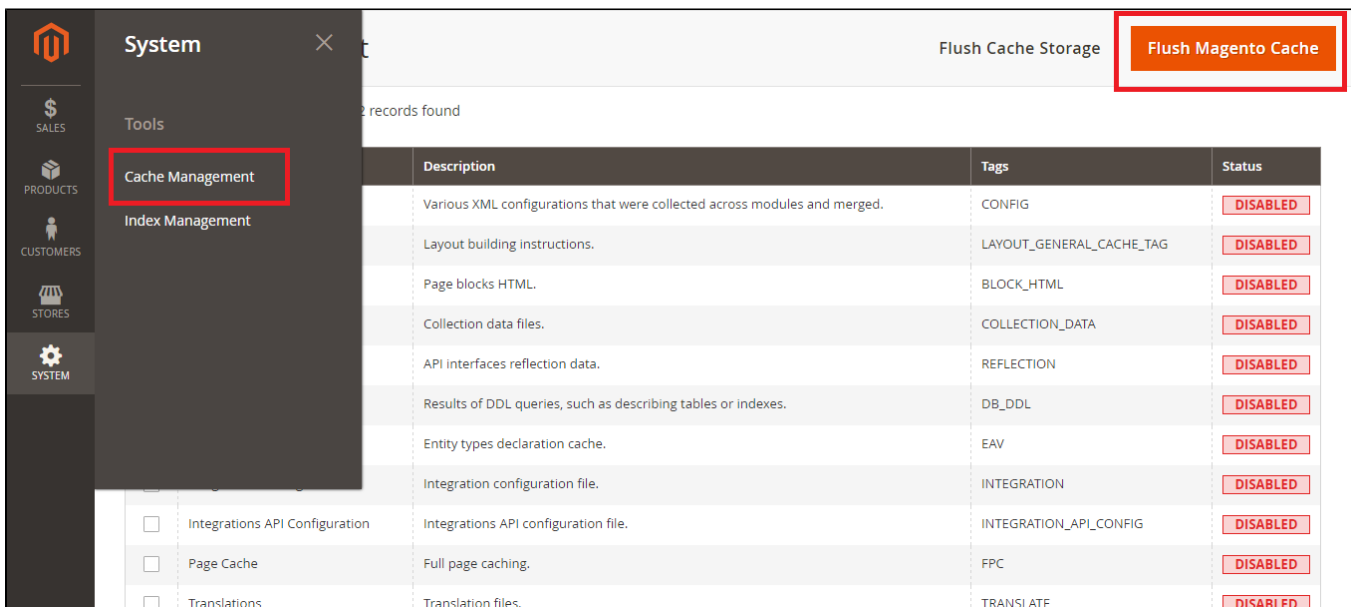 System
t
Flush Cache Storage
Flush Magento Cache
2 records found
$
SALES
Tools
PRODUCTS
Cache Management
Index Management
CUSTOMERS
STORES
SYSTEM
Description Tags Status
Various XML configurations that were collected across modules and merged. CONFIG DISABLED
Layout building instructions. LAYOUT_GENERAL_CACHE_TAG DISABLED
Page blocks HTML. BLOCK_HTML DISABLED
Collection data files. COLLECTION_DATA DISABLED
API interfaces reflection data. REFLECTION DISABLED
Results of DDL queries, such as describing tables or indexes. DB_DDL DISABLED
Entity types declaration cache. EAV DISABLED
Integration configuration file. INTEGRATION DISABLED
Integrations API Configuration Integrations API configuration file. INTEGRATION_API_CONFIG DISABLED
Page Cache Full page caching. FPC DISABLED
Translations Translation files. TRANSLATE DISABLED